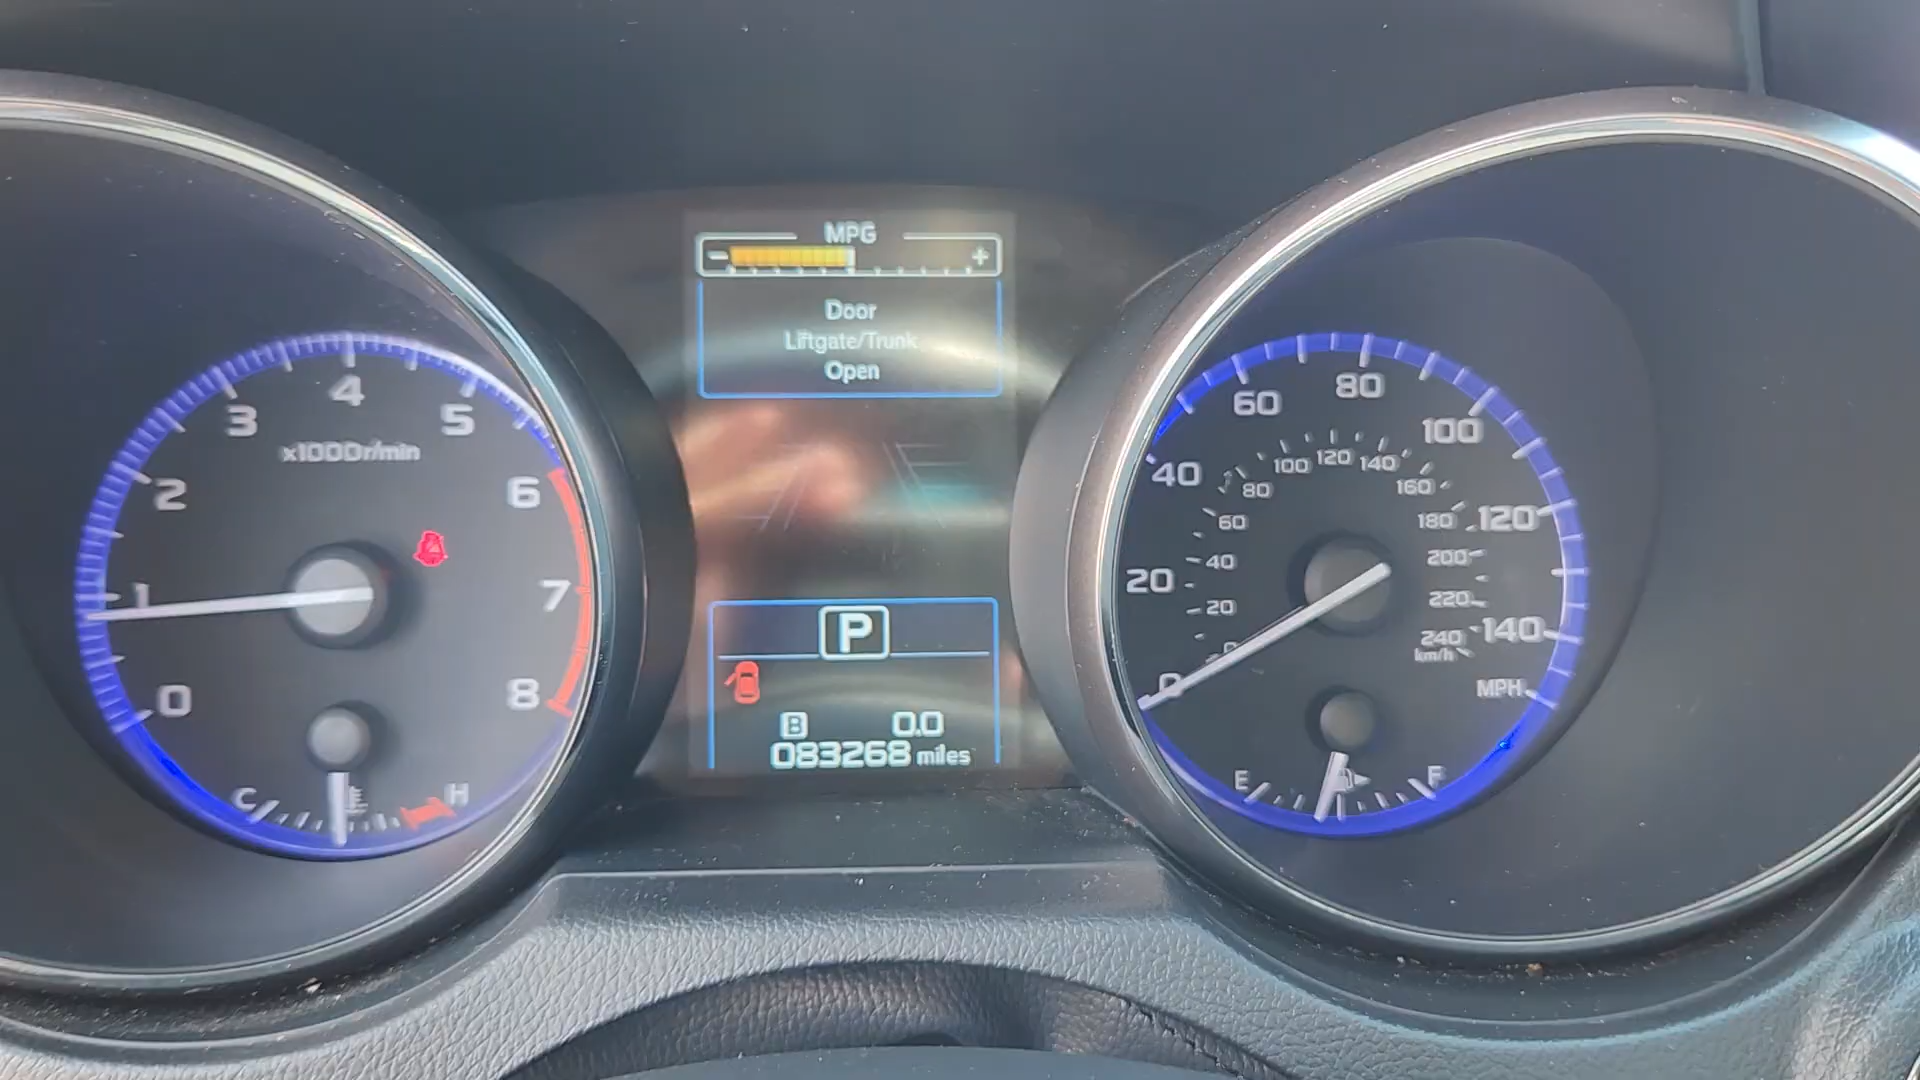 MPG
- +
Door
Liftgate/Trunk
Open
0 1 2 3 4 5 6 7 8
x1000r/min
C H
P
B 0.0
083268 miles
0 20 40 60 80 100 120 140
MPH
0 20 40 60 80 100 120 140 160 180 200 220 240
km/h
E F